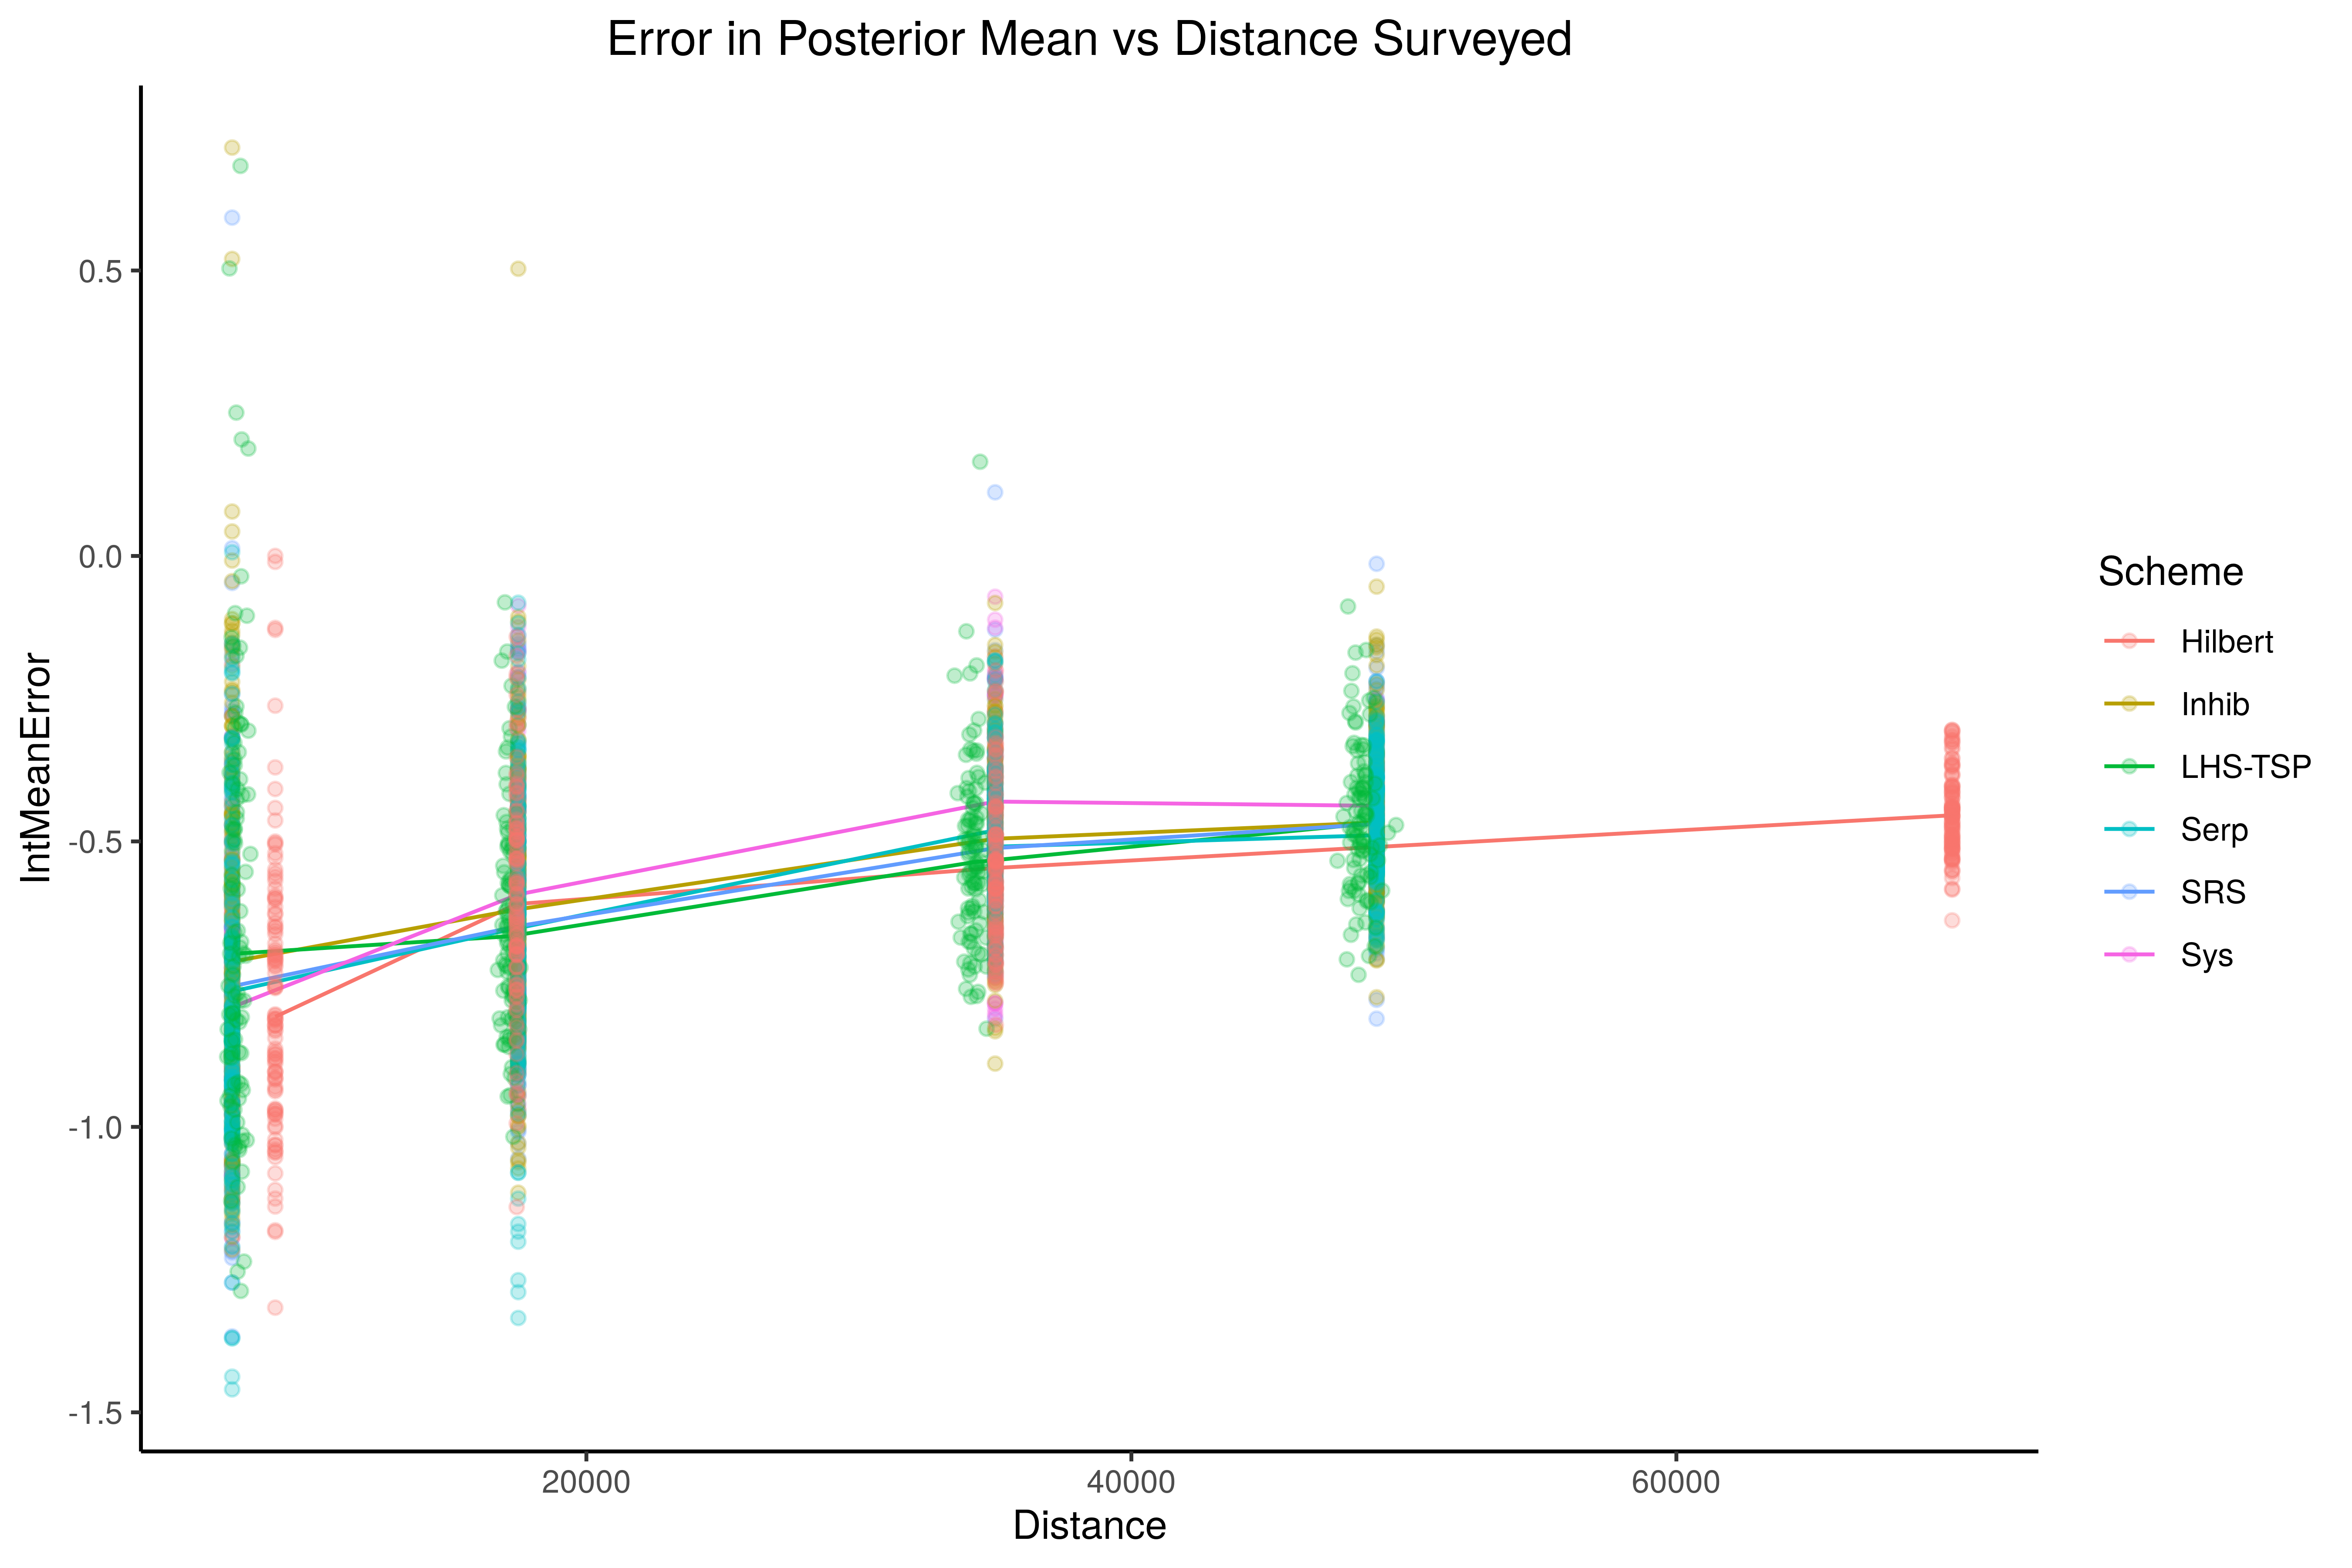 Error in Posterior Mean vs Distance Surveyed
IntMeanError
0.5
0.0
-0.5
-1.0
-1.5
20000
40000
60000
Distance
Scheme
Hilbert
Inhib
LHS-TSP
Serp
SRS
Sys